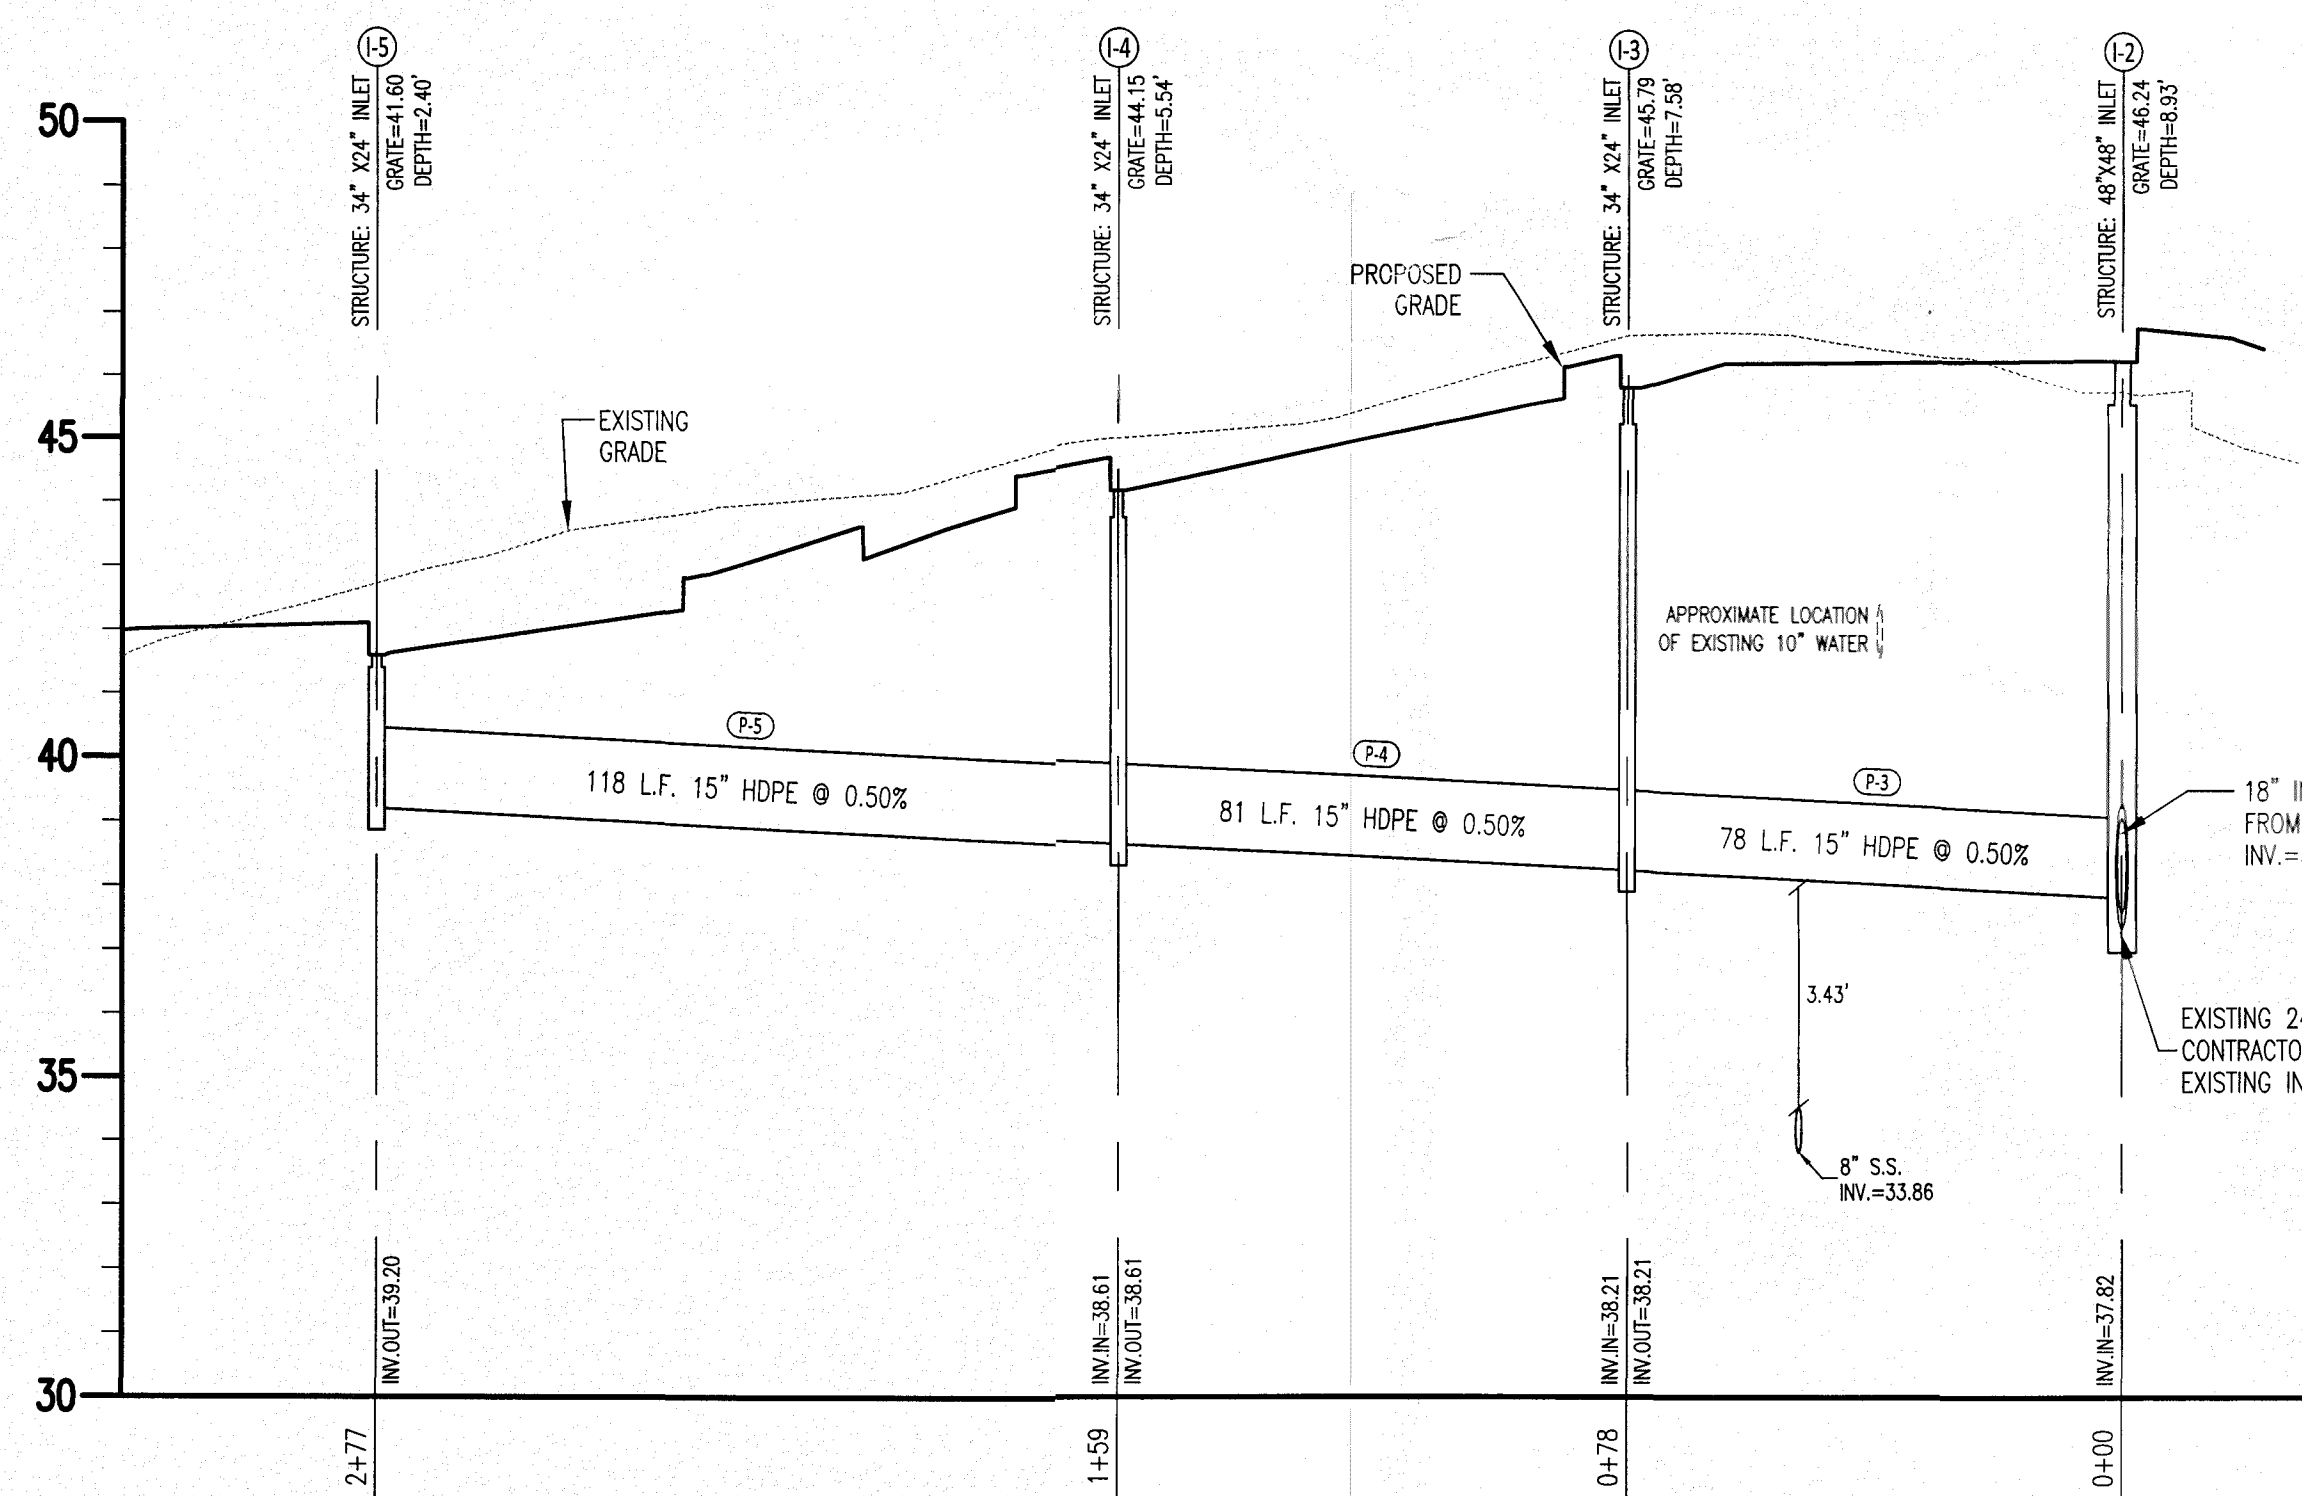 I-5
STRUCTURE: 34" X24" INLET
GRATE=41.60
DEPTH=2.40'
I-4
STRUCTURE: 34" X24" INLET
GRATE=44.15
DEPTH=5.54'
I-3
STRUCTURE: 34" X24" INLET
GRATE=45.79
DEPTH=7.58'
I-2
STRUCTURE: 48"X48" INLET
GRATE=46.24
DEPTH=8.93'
50
45
40
35
30
PROPOSED
GRADE
EXISTING
GRADE
APPROXIMATE LOCATION
OF EXISTING 10" WATER
P-5
118 L.F. 15" HDPE @ 0.50%
P-4
81 L.F. 15" HDPE @ 0.50%
P-3
78 L.F. 15" HDPE @ 0.50%
18"
FROM
INV.=
3.43'
EXISTING
CONTRACTO
EXISTING
8" S.S.
INV.=33.86
INV.OUT=39.20
INV.IN=38.61
INV.OUT=38.61
INV.IN=38.21
INV.OUT=38.21
INV.IN=37.82
2+77
1+59
0+78
0+00